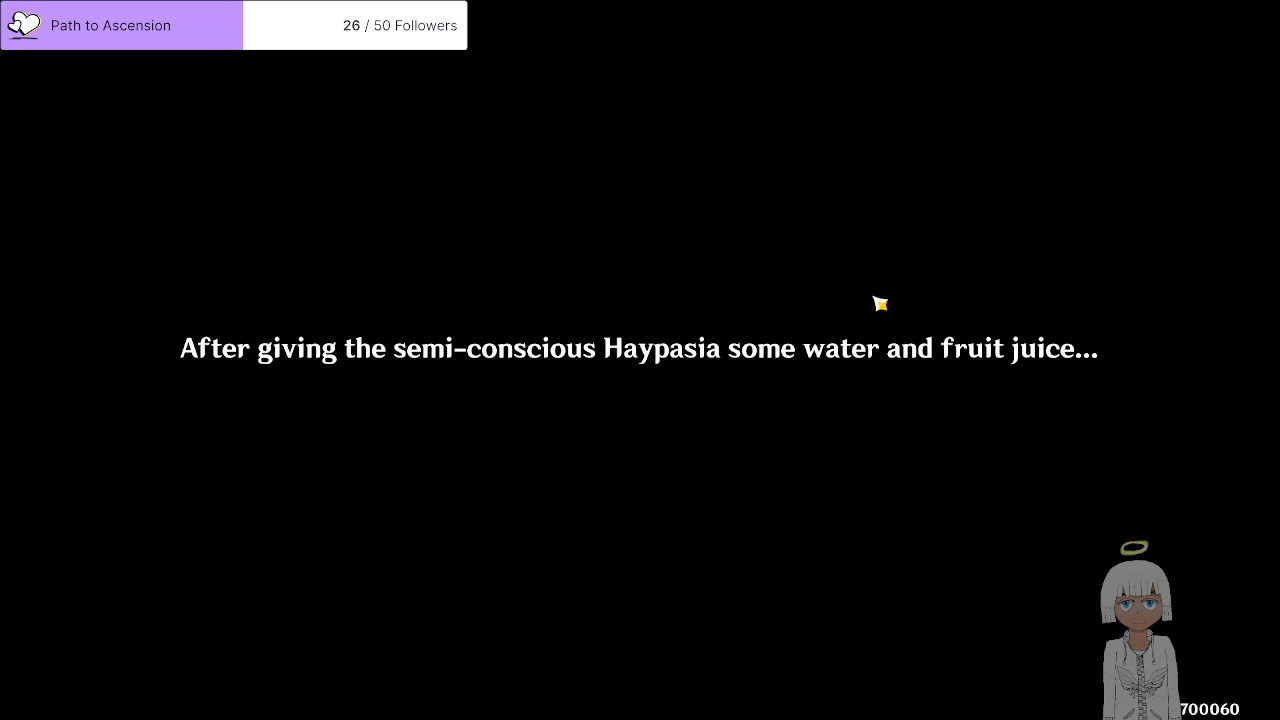 Path to Ascension
26 / 50 Followers
After giving the semi-conscious Haypasia some water and fruit juice...
700060